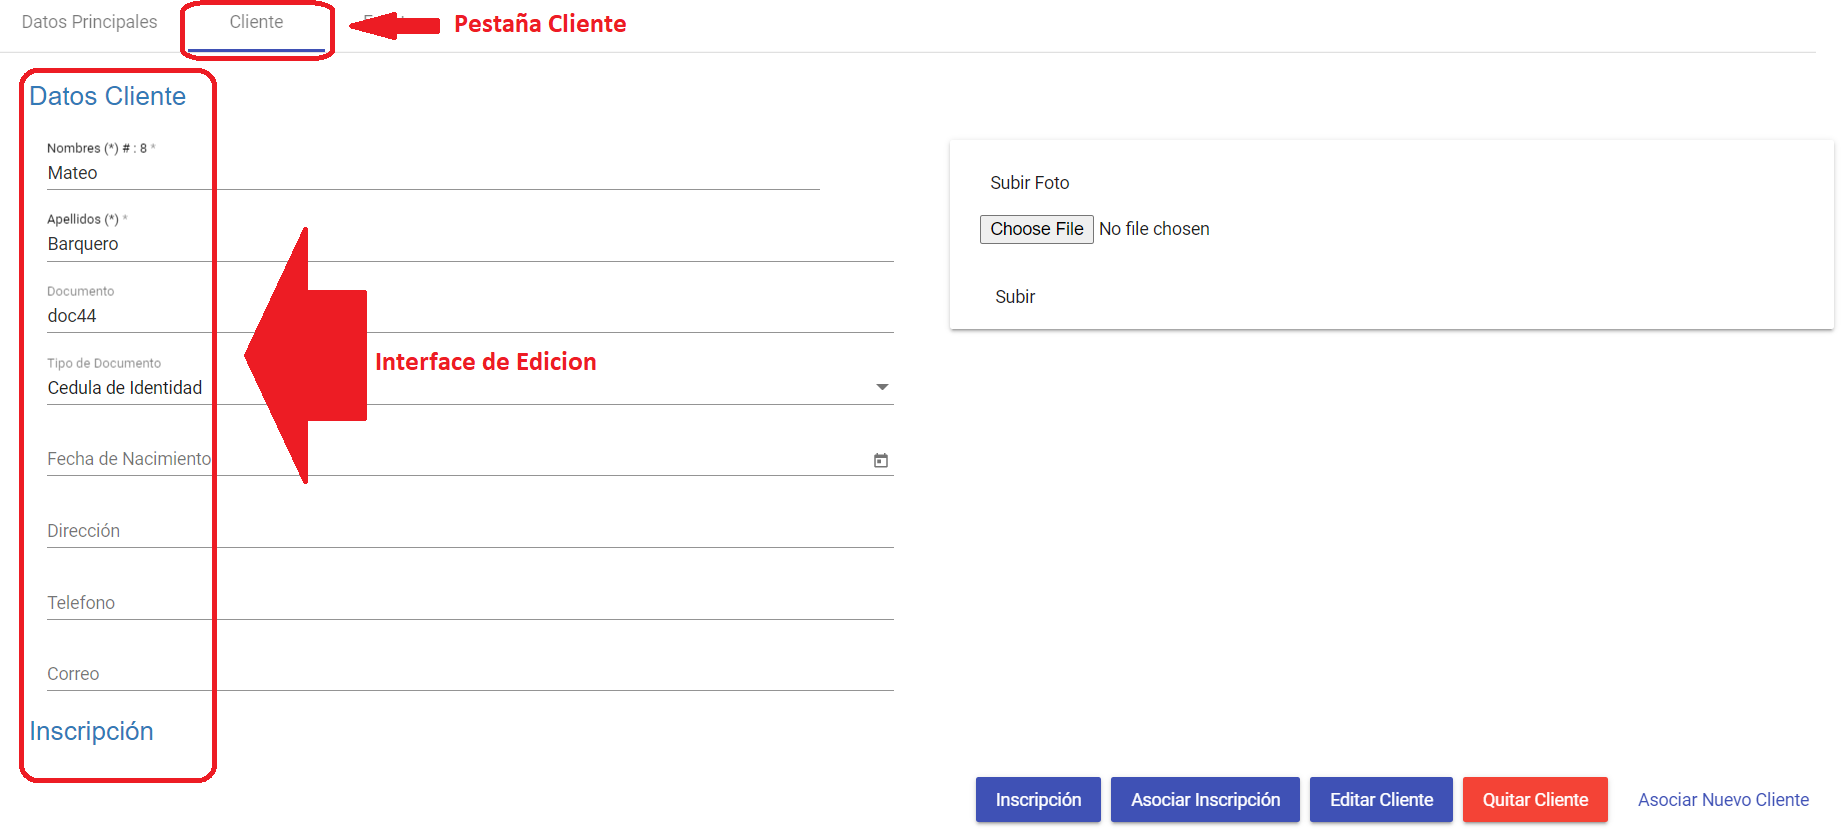 Datos Principales
Cliente
Pestaña Cliente
Datos Cliente
Nombres (*) # : 8 *
Mateo
Apellidos (*) *
Barquero
Documento
doc44
Tipo de Documento
Cedula de Identidad
Interface de Edicion
Fecha de Nacimiento
Dirección
Telefono
Correo
Inscripción
Subir Foto
Choose File No file chosen
Subir
Inscripción Asociar Inscripción Editar Cliente Quitar Cliente Asociar Nuevo Cliente